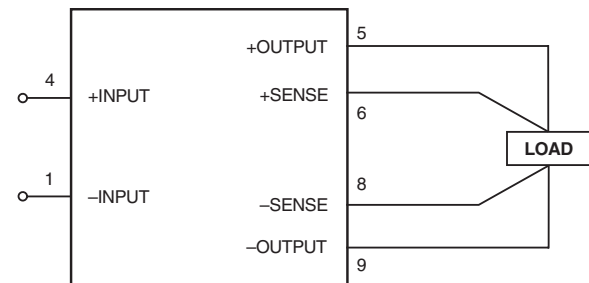 5
+OUTPUT
4
+INPUT
+SENSE
6
LOAD
1
–INPUT
8
–SENSE
–OUTPUT
9